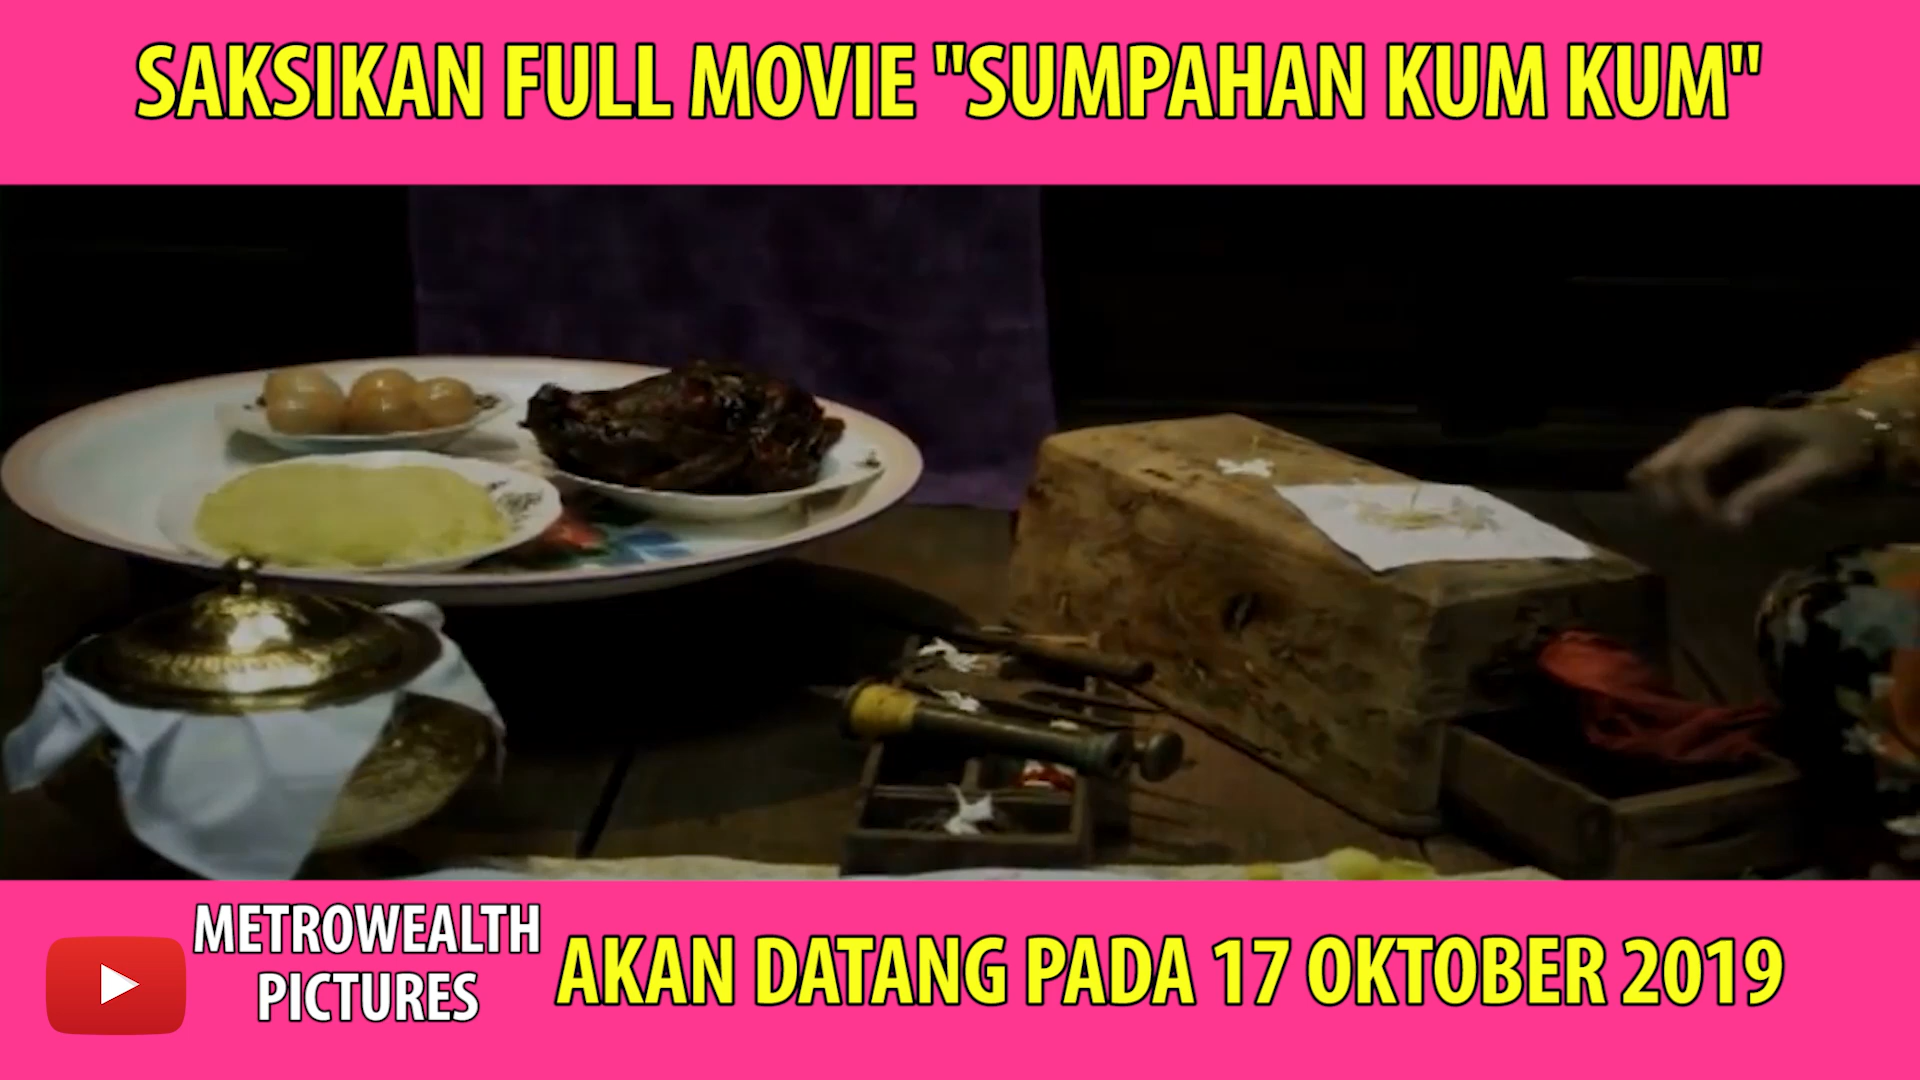 SAKSIKAN FULL MOVIE "SUMPAHAN KUM KUM"
METROWEALTH
PICTURES
AKAN DATANG PADA 17 OKTOBER 2019